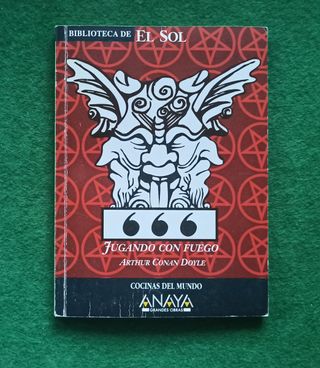 BIBLIOTECA DE EL SOL
666
JUGANDO CON FUEGO
ARTHUR CONAN DOYLE
COCINAS DEL MUNDO
ANAYA
GRANDES OBRAS